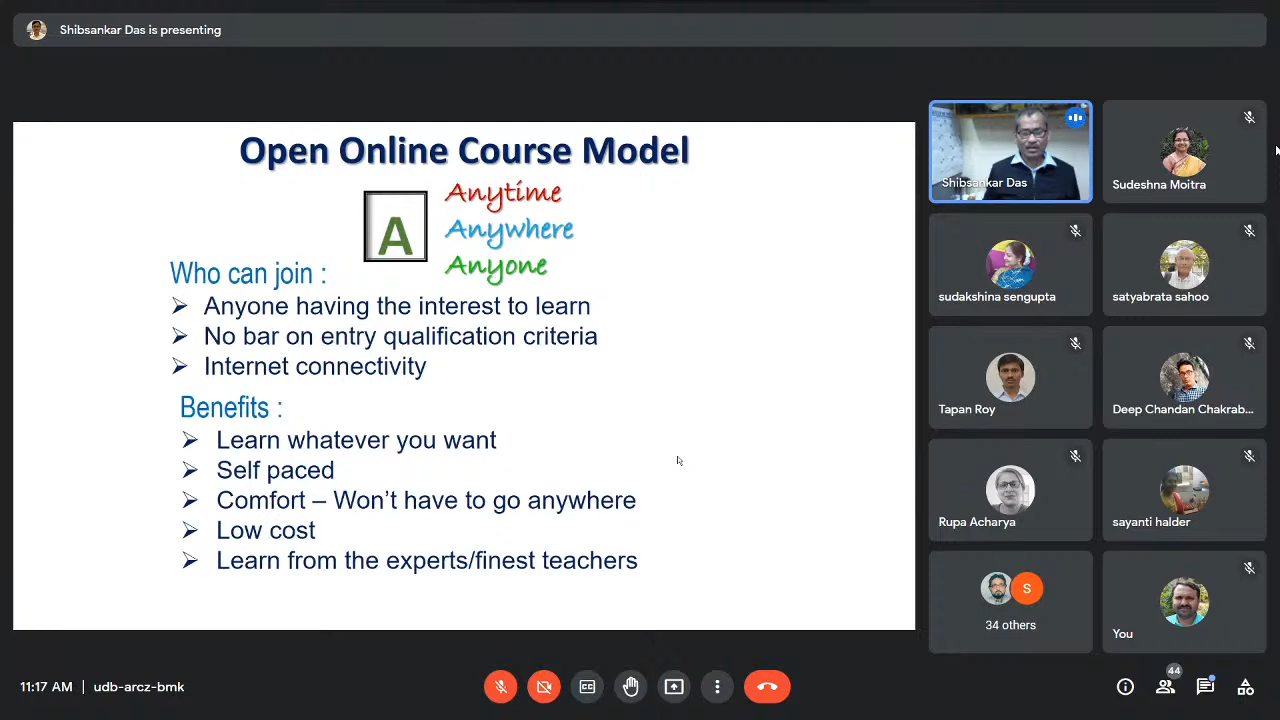 Shibsankar Das is presenting
Open Online Course Model
A
Anytime
Anywhere
Anyone
Who can join :
Anyone having the interest to learn
No bar on entry qualification criteria
Internet connectivity
Benefits :
Learn whatever you want
Self paced
Comfort – Won't have to go anywhere
Low cost
Learn from the experts/finest teachers
Shibsankar Das
Sudeshna Moitra
sudakshina sengupta
satyabrata sahoo
Tapan Roy
Deep Chandan Chakrab...
Rupa Acharya
sayanti halder
S
34 others
You
11:17 AM | udb-arcz-bmk
44